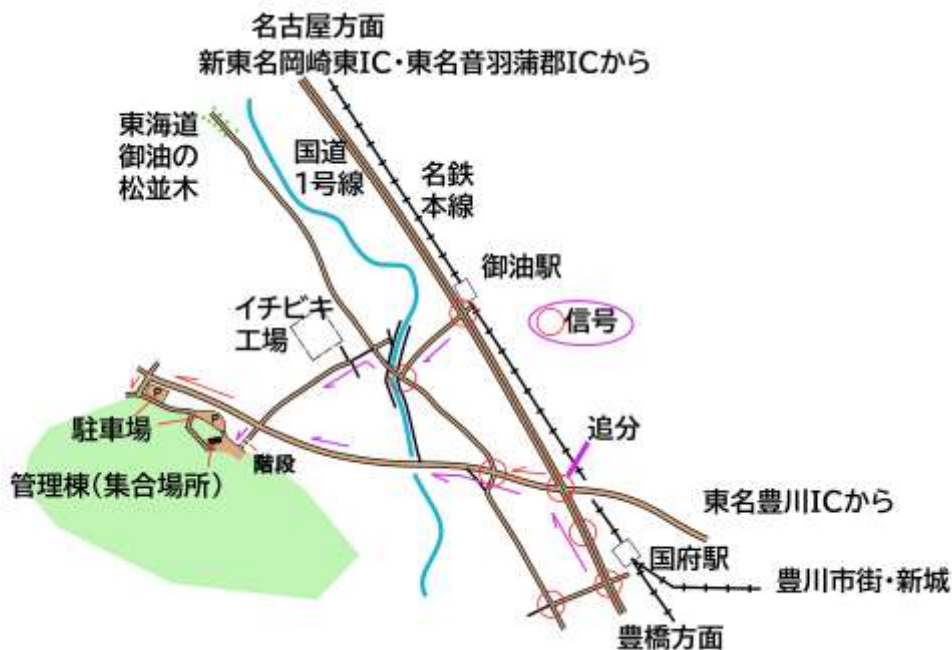 名古屋方面
新東名岡崎東IC・東名音羽蒲郡ICから
東海道
御油の
松並木
国道
1号線
名鉄
本線
御油駅
信号
イチビキ
工場
P
P
駐車場
階段
管理棟(集合場所)
追分
東名豊川ICから
国府駅
豊川市街・新城
豊橋方面